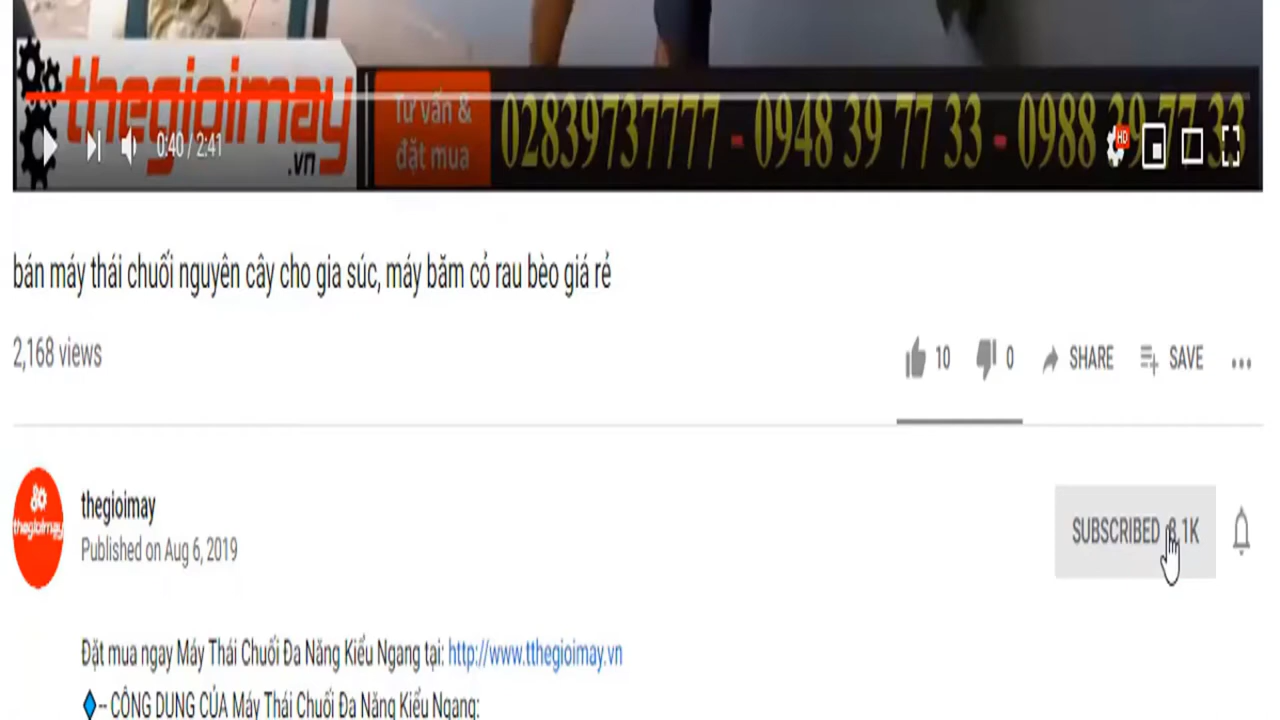 thegioimay
.vn
Tư vấn &
đặt mua
02839737777 - 0948 39 77 33 - 0988 39 77 33
0:40 / 2:41
HD
bán máy thái chuối nguyên cây cho gia súc, máy băm cỏ rau bèo giá rẻ
2,168 views
10
0
SHARE
SAVE
thegioimay
thegioimay
Published on Aug 6, 2019
SUBSCRIBED
Đặt mua ngay Máy Thái Chuối Đa Năng Kiểu Ngang tại: http://www.tthegioimay.vn
-- CÔNG DỤNG CỦA Máy Thái Chuối Đa Năng Kiểu Ngang: